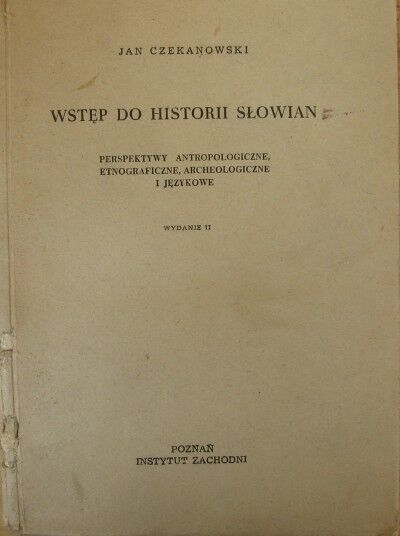 JAN CZEKANOWSKI
WSTĘP DO HISTORII SŁOWIAN
PERSPEKTYWY ANTROPOLOGICZNE,
ETNOGRAFICZNE, ARCHEOLOGICZNE
I JĘZYKOWE
WYDANIE II
POZNAŃ
INSTYTUT ZACHODNI